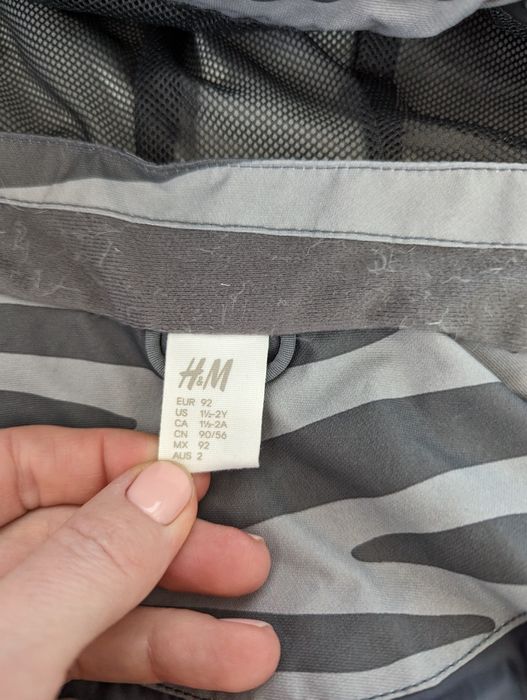 H&M
EUR 92
US 1½-2Y
CA 1½-2A
CN 90/56
MX 92
AUS 2